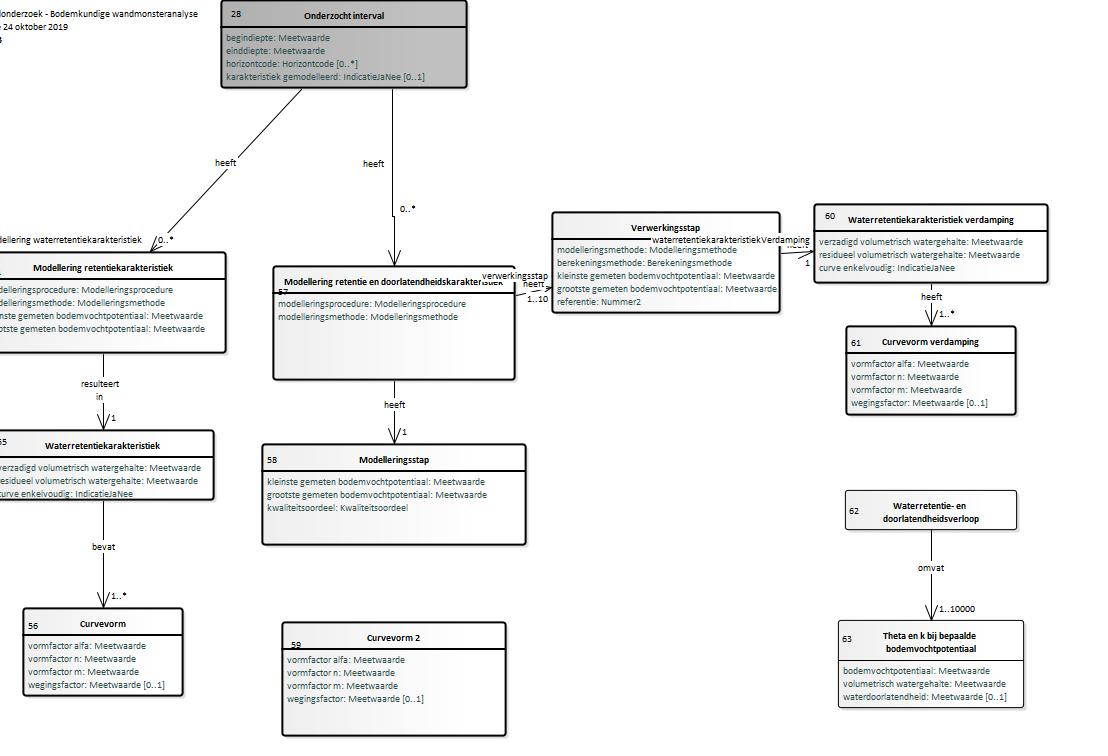 londerzoek - Bodemkundige wandmonsteranalyse
24 oktober 2019
28
Onderzocht interval
begindiepte: Meetwaarde
einddiepte: Meetwaarde
horizontcode: Horizontcode [0..*]
karakteristiek gemodelleerd: IndicatieJaNee [0..1]
heeft
heeft
0..*
dellering waterretentiekarakteristiek
0..*
Modellering retentiekarakteristiek
delleringsprocedure: Modelleringsprocedure
delleringsmethode: Modelleringsmethode
nste gemeten bodemvochtpotentiaal: Meetwaarde
otste gemeten bodemvochtpotentiaal: Meetwaarde
57
Modellering retentie en doorlatendheidskarakteristiek
modelleringsprocedure: Modelleringsprocedure
modelleringsmethode: Modelleringsmethode
verwerkingsstap
heeft
1..10
Verwerkingsstap
modelleringsmethode: Modelleringsmethode
berekeningsmethode: Berekeningsmethode
kleinste gemeten bodemvochtpotentiaal: Meetwaarde
grootste gemeten bodemvochtpotentiaal: Meetwaarde
referentie: Nummer2
waterretentiekarakteristiekVerdamping
heeft
1
60
Waterretentiekarakteristiek verdamping
verzadigd volumetrisch watergehalte: Meetwaarde
residueel volumetrisch watergehalte: Meetwaarde
curve enkelvoudig: IndicatieJaNee
heeft
1..*
61
Curvevorm verdamping
vormfactor alfa: Meetwaarde
vormfactor n: Meetwaarde
vormfactor m: Meetwaarde
wegingsfactor: Meetwaarde [0..1]
resulteert
in
1
55
Waterretentiekarakteristiek
verzadigd volumetrisch watergehalte: Meetwaarde
residueel volumetrisch watergehalte: Meetwaarde
curve enkelvoudig: IndicatieJaNee
heeft
1
58
Modelleringsstap
kleinste gemeten bodemvochtpotentiaal: Meetwaarde
grootste gemeten bodemvochtpotentiaal: Meetwaarde
kwaliteitsoordeel: Kwaliteitsoordeel
bevat
1..*
56
Curvevorm
vormfactor alfa: Meetwaarde
vormfactor n: Meetwaarde
vormfactor m: Meetwaarde
wegingsfactor: Meetwaarde [0..1]
59
Curvevorm 2
vormfactor alfa: Meetwaarde
vormfactor n: Meetwaarde
vormfactor m: Meetwaarde
wegingsfactor: Meetwaarde [0..1]
62
Waterretentie- en
doorlatendheidsverloop
omvat
1..10000
63
Theta en k bij bepaalde
bodemvochtpotentiaal
bodemvochtpotentiaal: Meetwaarde
volumetrisch watergehalte: Meetwaarde
waterdoorlatendheid: Meetwaarde [0..1]